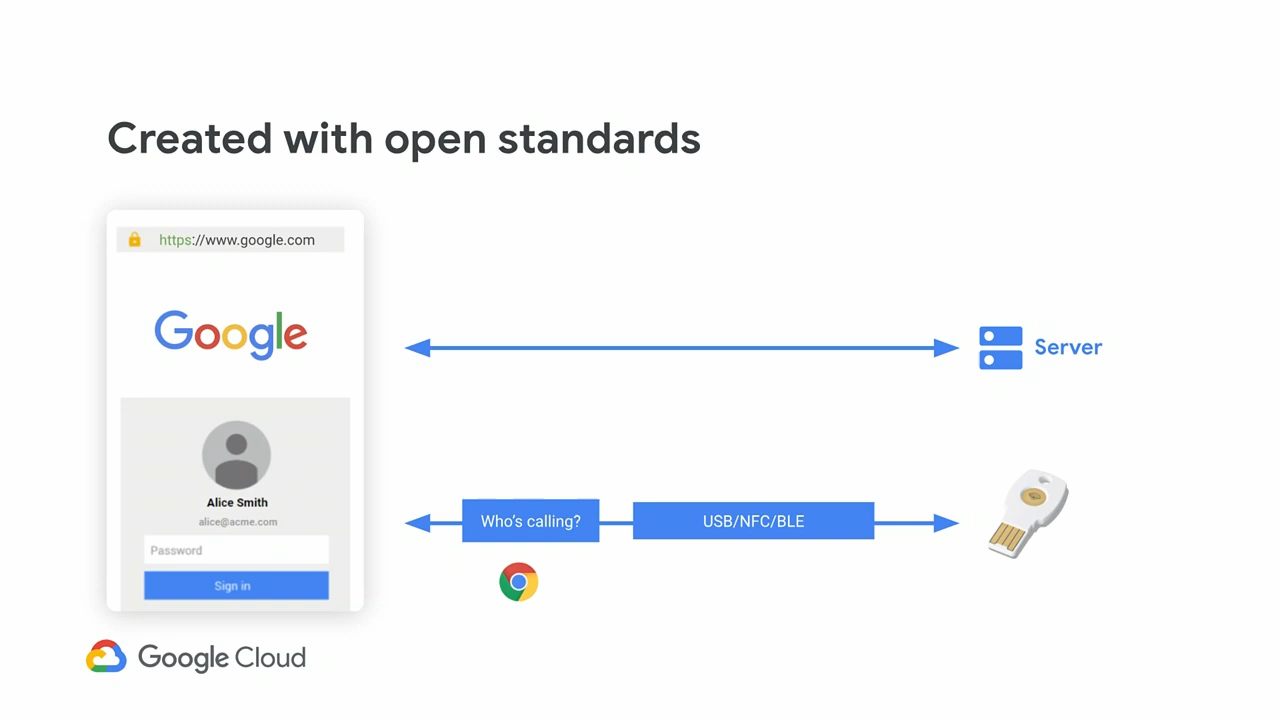 Created with open standards
https://www.google.com
Google
Alice Smith
alice@acme.com
Password
Sign in
Server
Who's calling?
USB/NFC/BLE
Google Cloud